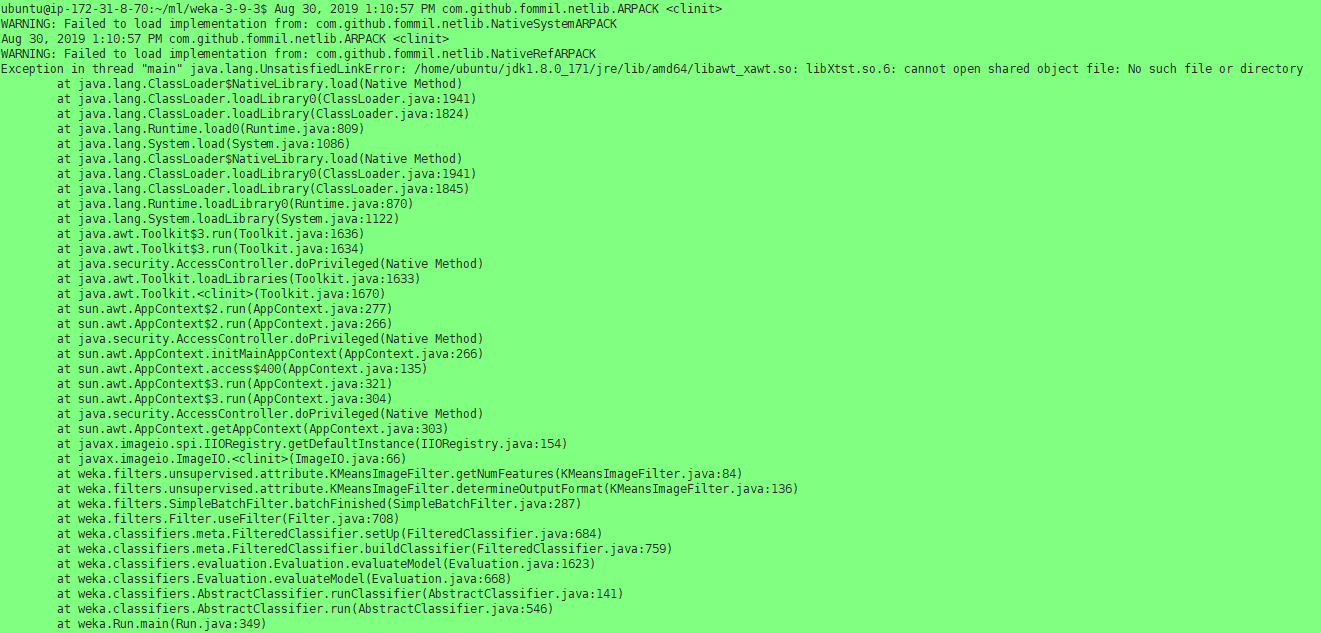 ubuntu@ip-172-31-8-70:~/ml/weka-3-9-3$ Aug 30, 2019 1:10:57 PM com.github.fommil.netlib.ARPACK <clinit>
WARNING: Failed to load implementation from: com.github.fommil.netlib.NativeSystemARPACK
Aug 30, 2019 1:10:57 PM com.github.fommil.netlib.ARPACK <clinit>
WARNING: Failed to load implementation from: com.github.fommil.netlib.NativeRefARPACK
Exception in thread "main" java.lang.UnsatisfiedLinkError: /home/ubuntu/jdk1.8.0_171/jre/lib/amd64/libawt_xawt.so: libXtst.so.6: cannot open shared object file: No such file or directory
        at java.lang.ClassLoader$NativeLibrary.load(Native Method)
        at java.lang.ClassLoader.loadLibrary0(ClassLoader.java:1941)
        at java.lang.ClassLoader.loadLibrary(ClassLoader.java:1824)
        at java.lang.Runtime.load0(Runtime.java:809)
        at java.lang.System.load(System.java:1086)
        at java.lang.ClassLoader$NativeLibrary.load(Native Method)
        at java.lang.ClassLoader.loadLibrary0(ClassLoader.java:1941)
        at java.lang.ClassLoader.loadLibrary(ClassLoader.java:1845)
        at java.lang.Runtime.loadLibrary0(Runtime.java:870)
        at java.lang.System.loadLibrary(System.java:1122)
        at java.awt.Toolkit$3.run(Toolkit.java:1636)
        at java.awt.Toolkit$3.run(Toolkit.java:1634)
        at java.security.AccessController.doPrivileged(Native Method)
        at java.awt.Toolkit.loadLibraries(Toolkit.java:1633)
        at java.awt.Toolkit.<clinit>(Toolkit.java:1670)
        at sun.awt.AppContext$2.run(AppContext.java:277)
        at sun.awt.AppContext$2.run(AppContext.java:266)
        at java.security.AccessController.doPrivileged(Native Method)
        at sun.awt.AppContext.initMainAppContext(AppContext.java:266)
        at sun.awt.AppContext.access$400(AppContext.java:135)
        at sun.awt.AppContext$3.run(AppContext.java:321)
        at sun.awt.AppContext$3.run(AppContext.java:304)
        at java.security.AccessController.doPrivileged(Native Method)
        at sun.awt.AppContext.getAppContext(AppContext.java:303)
        at javax.imageio.spi.IIORegistry.getDefaultInstance(IIORegistry.java:154)
        at javax.imageio.ImageIO.<clinit>(ImageIO.java:66)
        at weka.filters.unsupervised.attribute.KMeansImageFilter.getNumFeatures(KMeansImageFilter.java:84)
        at weka.filters.unsupervised.attribute.KMeansImageFilter.determineOutputFormat(KMeansImageFilter.java:136)
        at weka.filters.SimpleBatchFilter.batchFinished(SimpleBatchFilter.java:287)
        at weka.filters.Filter.useFilter(Filter.java:708)
        at weka.classifiers.meta.FilteredClassifier.setUp(FilteredClassifier.java:684)
        at weka.classifiers.meta.FilteredClassifier.buildClassifier(FilteredClassifier.java:759)
        at weka.classifiers.evaluation.Evaluation.evaluateModel(Evaluation.java:1623)
        at weka.classifiers.Evaluation.evaluateModel(Evaluation.java:668)
        at weka.classifiers.AbstractClassifier.runClassifier(AbstractClassifier.java:141)
        at weka.classifiers.AbstractClassifier.run(AbstractClassifier.java:546)
        at weka.Run.main(Run.java:349)